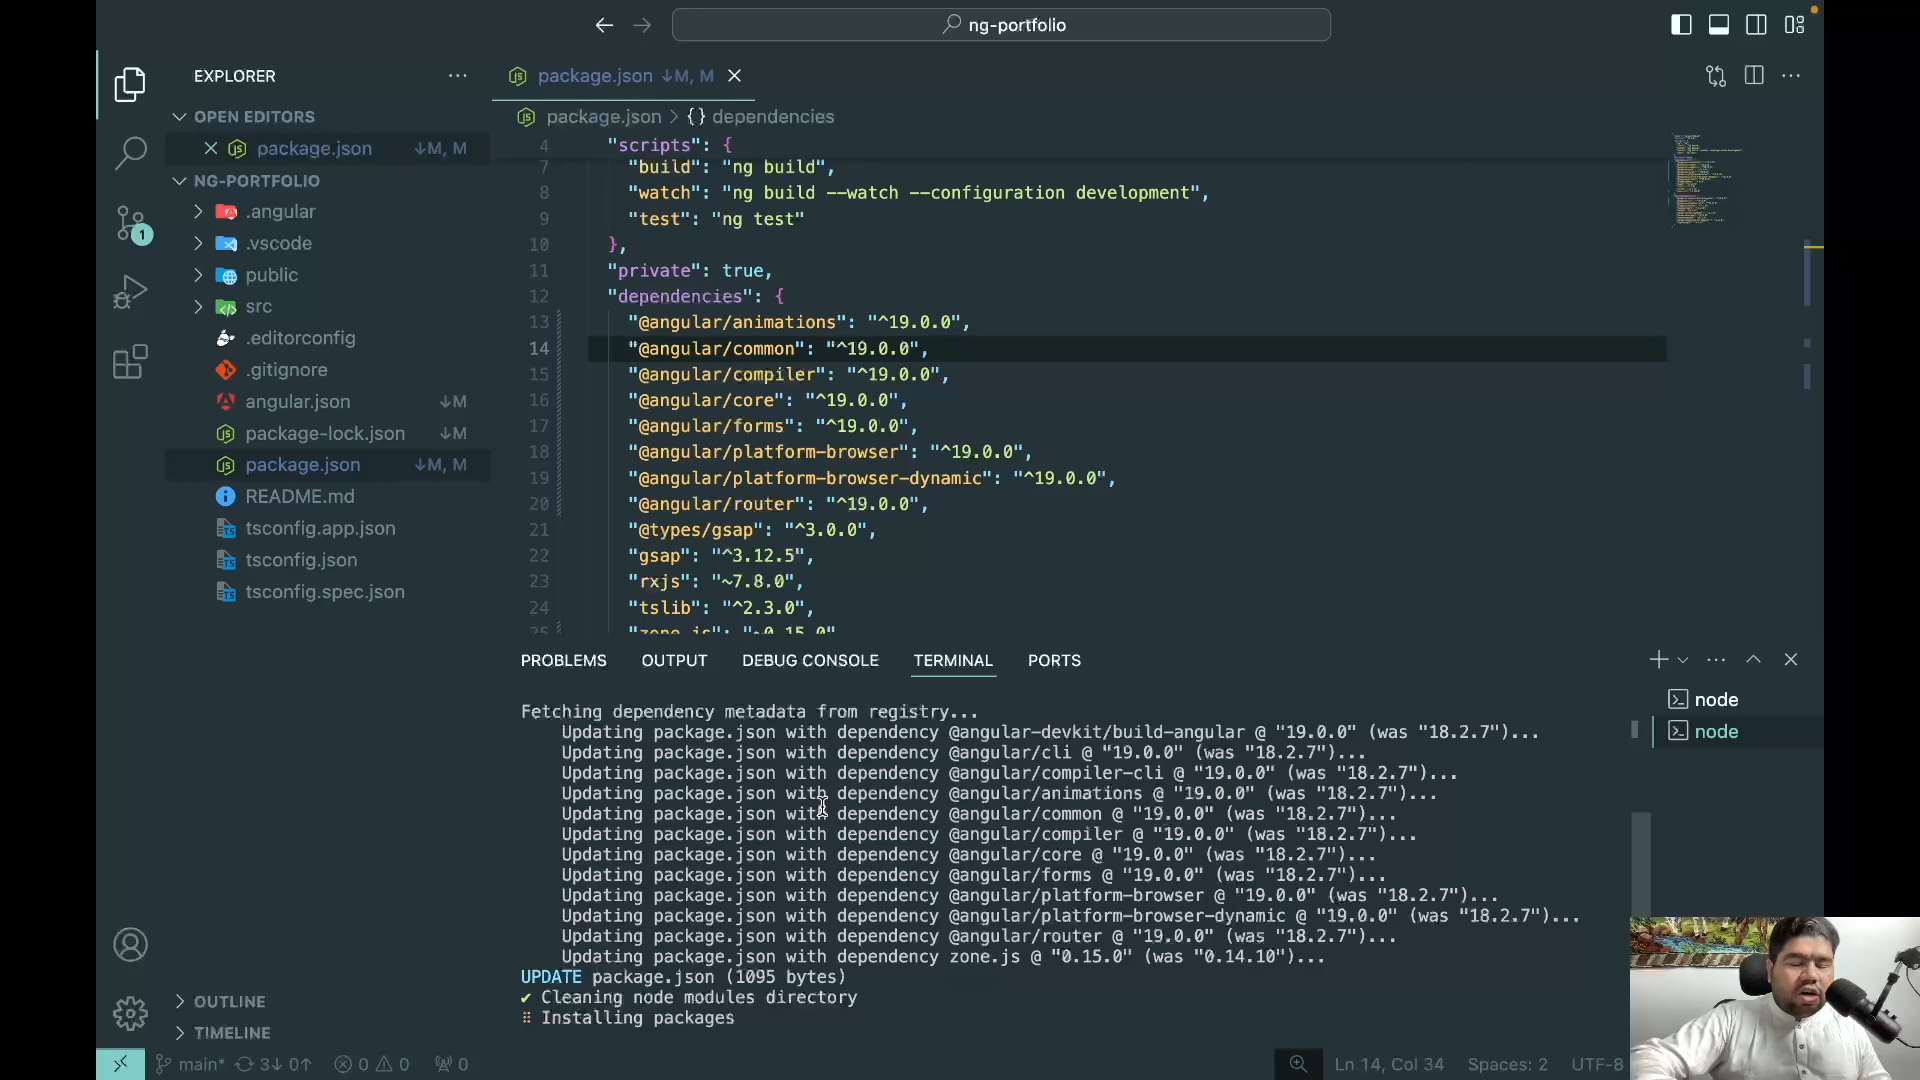 ng-portfolio
EXPLORER
OPEN EDITORS
package.json ↓M, M
NG-PORTFOLIO
.angular
.vscode
public
src
.editorconfig
.gitignore
angular.json ↓M
package-lock.json ↓M
package.json ↓M, M
README.md
tsconfig.app.json
tsconfig.json
tsconfig.spec.json
OUTLINE
TIMELINE
1
package.json ↓M, M
package.json > {} dependencies
4 "scripts": {
7 "build": "ng build",
8 "watch": "ng build --watch --configuration development",
9 "test": "ng test"
10 },
11 "private": true,
12 "dependencies": {
13 "@angular/animations": "^19.0.0",
14 "@angular/common": "^19.0.0",
15 "@angular/compiler": "^19.0.0",
16 "@angular/core": "^19.0.0",
17 "@angular/forms": "^19.0.0",
18 "@angular/platform-browser": "^19.0.0",
19 "@angular/platform-browser-dynamic": "^19.0.0",
20 "@angular/router": "^19.0.0",
21 "@types/gsap": "^3.0.0",
22 "gsap": "^3.12.5",
23 "rxjs": "~7.8.0",
24 "tslib": "^2.3.0",
25 "zone.js": "~0.15.0"
PROBLEMS OUTPUT DEBUG CONSOLE TERMINAL PORTS
node
node
Fetching dependency metadata from registry...
Updating package.json with dependency @angular-devkit/build-angular @ "19.0.0" (was "18.2.7")...
Updating package.json with dependency @angular/cli @ "19.0.0" (was "18.2.7")...
Updating package.json with dependency @angular/compiler-cli @ "19.0.0" (was "18.2.7")...
Updating package.json with dependency @angular/animations @ "19.0.0" (was "18.2.7")...
Updating package.json with dependency @angular/common @ "19.0.0" (was "18.2.7")...
Updating package.json with dependency @angular/compiler @ "19.0.0" (was "18.2.7")...
Updating package.json with dependency @angular/core @ "19.0.0" (was "18.2.7")...
Updating package.json with dependency @angular/forms @ "19.0.0" (was "18.2.7")...
Updating package.json with dependency @angular/platform-browser @ "19.0.0" (was "18.2.7")...
Updating package.json with dependency @angular/platform-browser-dynamic @ "19.0.0" (was "18.2.7")...
Updating package.json with dependency @angular/router @ "19.0.0" (was "18.2.7")...
Updating package.json with dependency zone.js @ "0.15.0" (was "0.14.10")...
UPDATE package.json (1095 bytes)
✔ Cleaning node modules directory
Installing packages
main* 3↓ 0↑ 0 0 0 Ln 14, Col 34 Spaces: 2 UTF-8